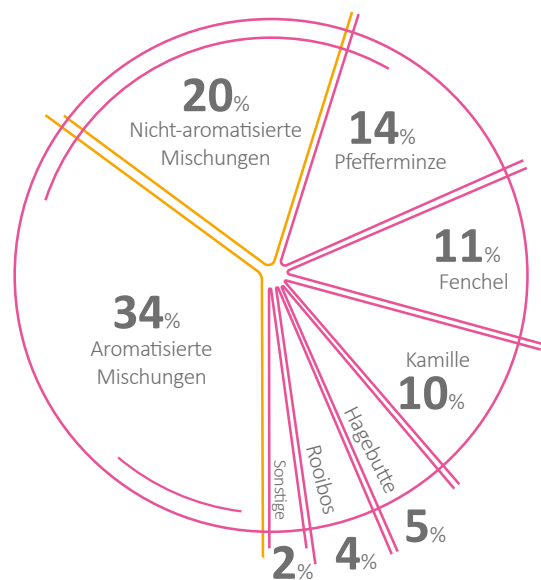 20%
Nicht-aromatisierte
Mischungen
14%
Pfefferminze
11%
Fenchel
34%
Aromatisierte
Mischungen
Kamille
10%
Hagebutte
5%
Rooibos
4%
Sonstige
2%